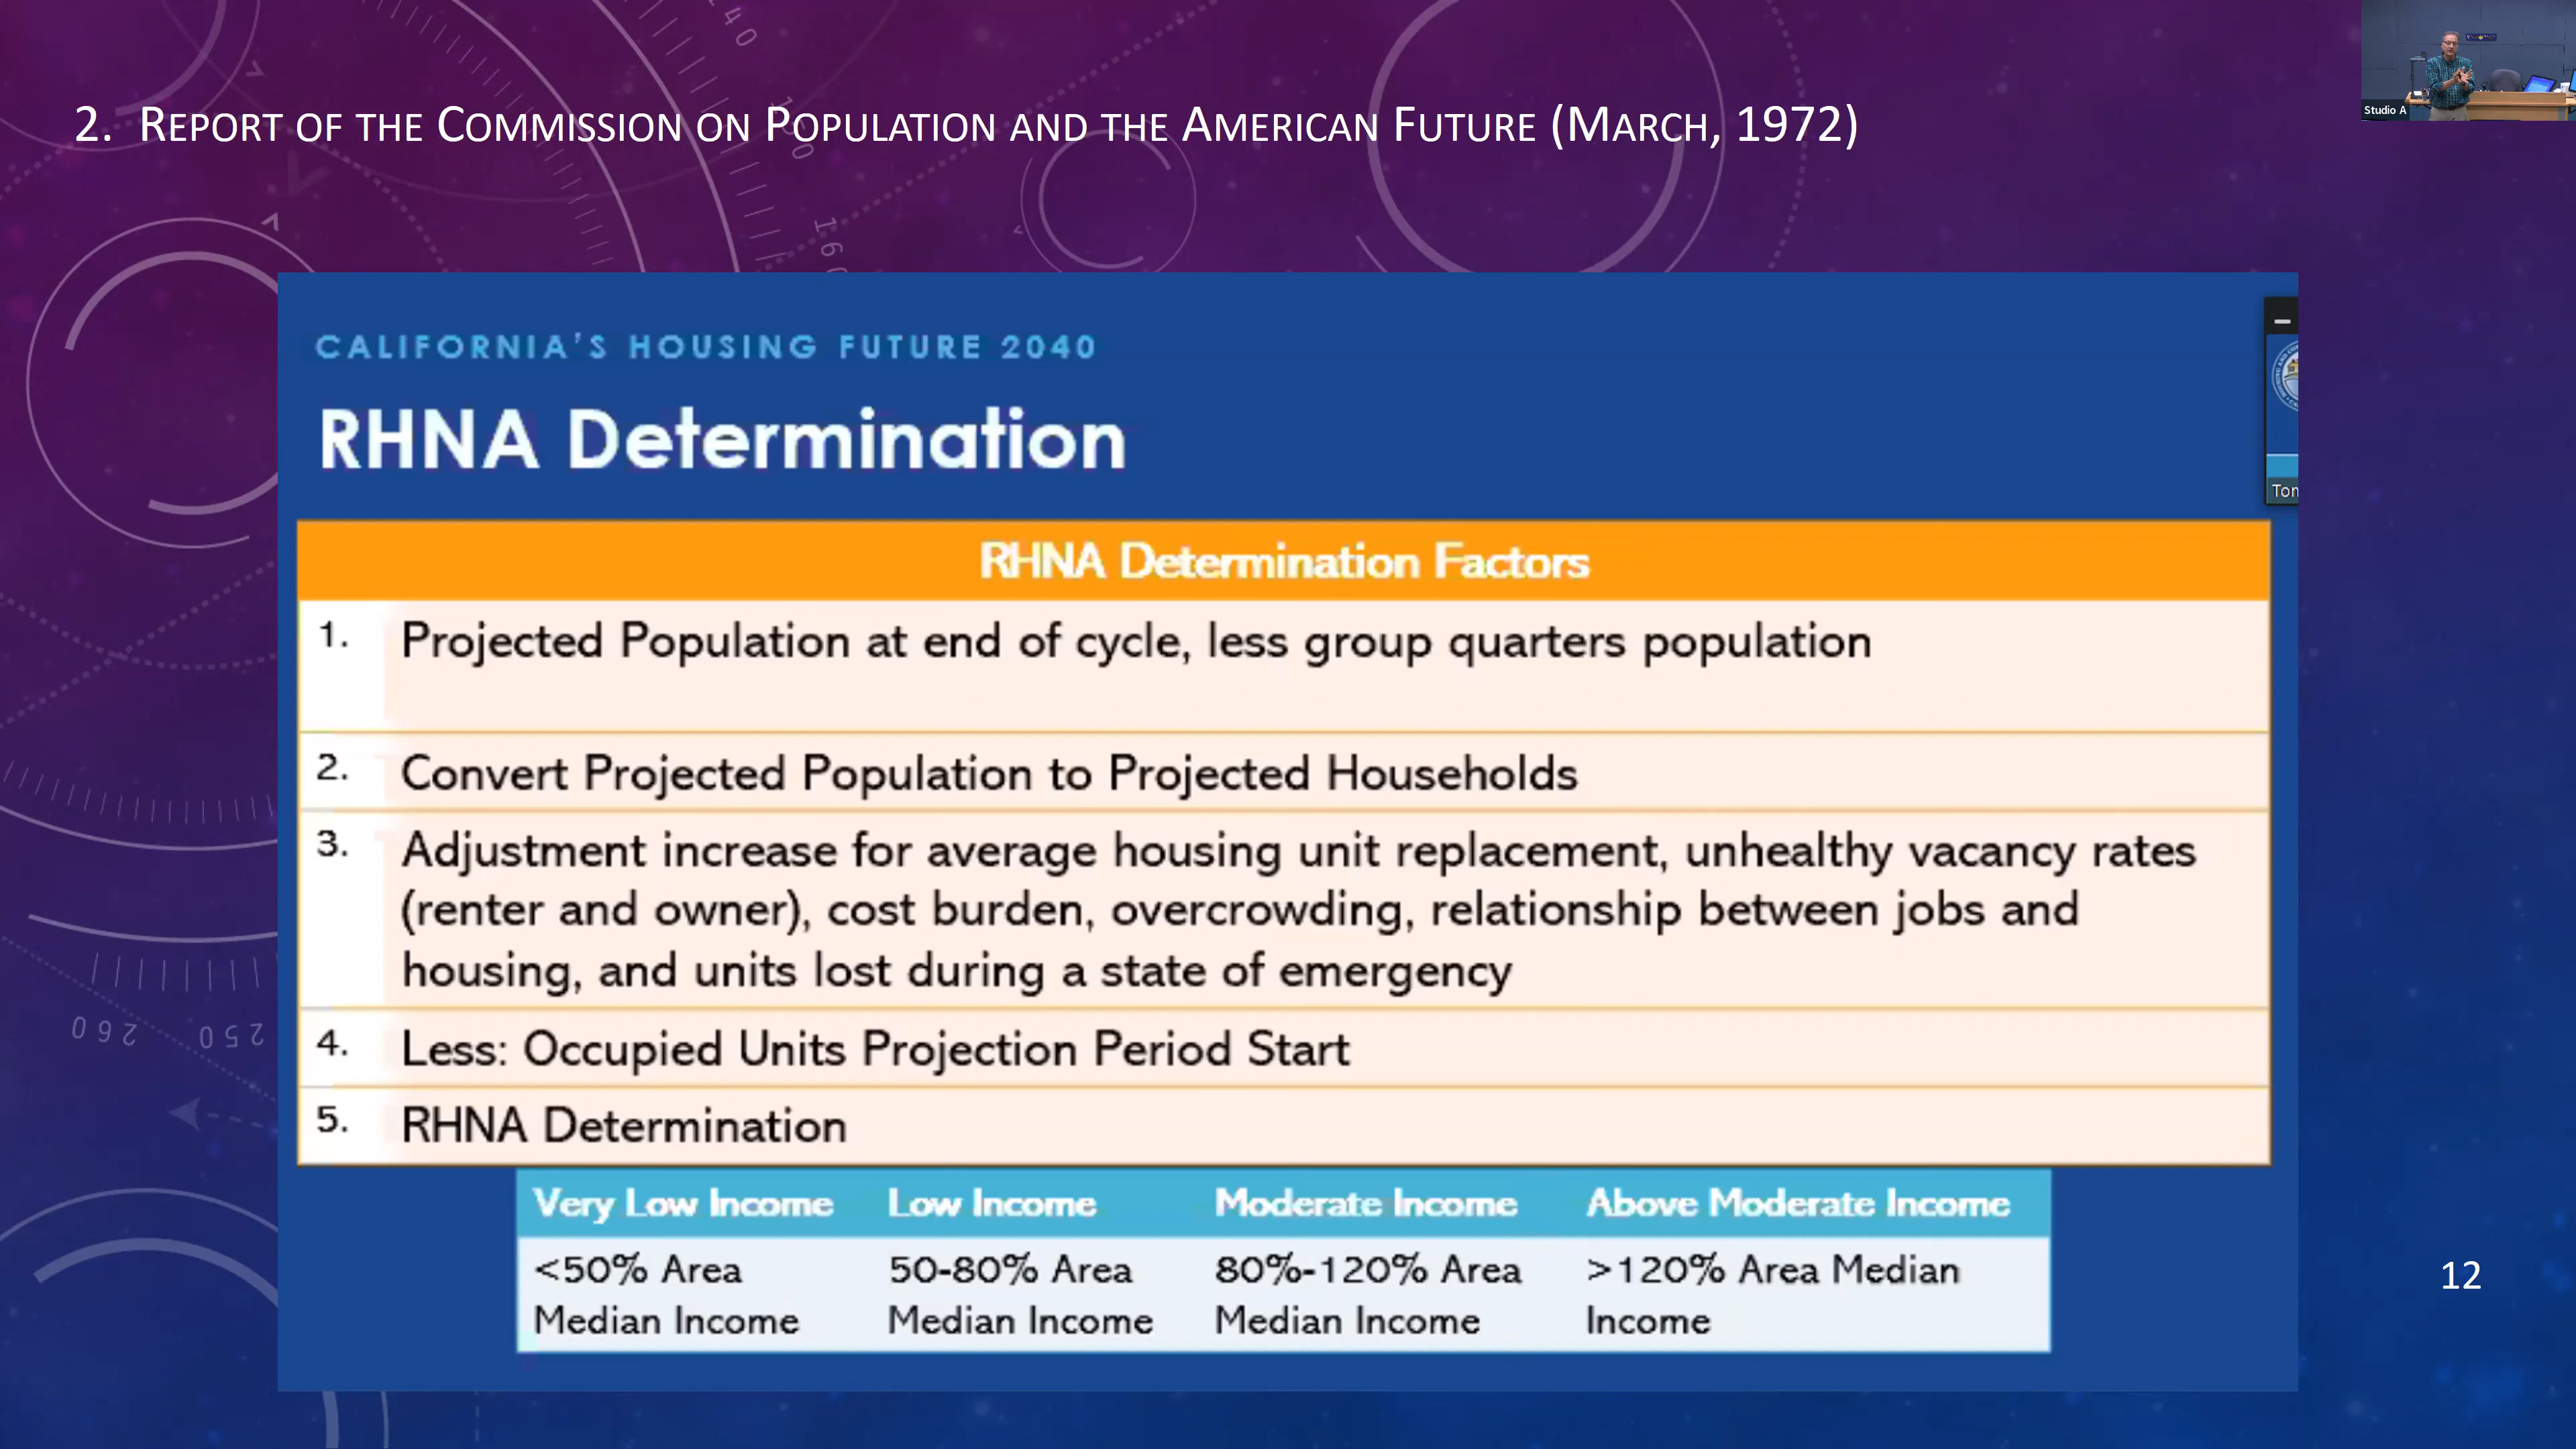 2. Report of the Commission on Population and the American Future (March, 1972)
Studio A
CALIFORNIA'S HOUSING FUTURE 2040
RHNA Determination
Ton
RHNA Determination Factors
1. Projected Population at end of cycle, less group quarters population
2. Convert Projected Population to Projected Households
3. Adjustment increase for average housing unit replacement, unhealthy vacancy rates
(renter and owner), cost burden, overcrowding, relationship between jobs and
housing, and units lost during a state of emergency
4. Less: Occupied Units Projection Period Start
5. RHNA Determination
Very Low Income Low Income Moderate Income Above Moderate Income
<50% Area 50-80% Area 80%-120% Area >120% Area Median
Median Income Median Income Median Income Income
12
40
160
260 250